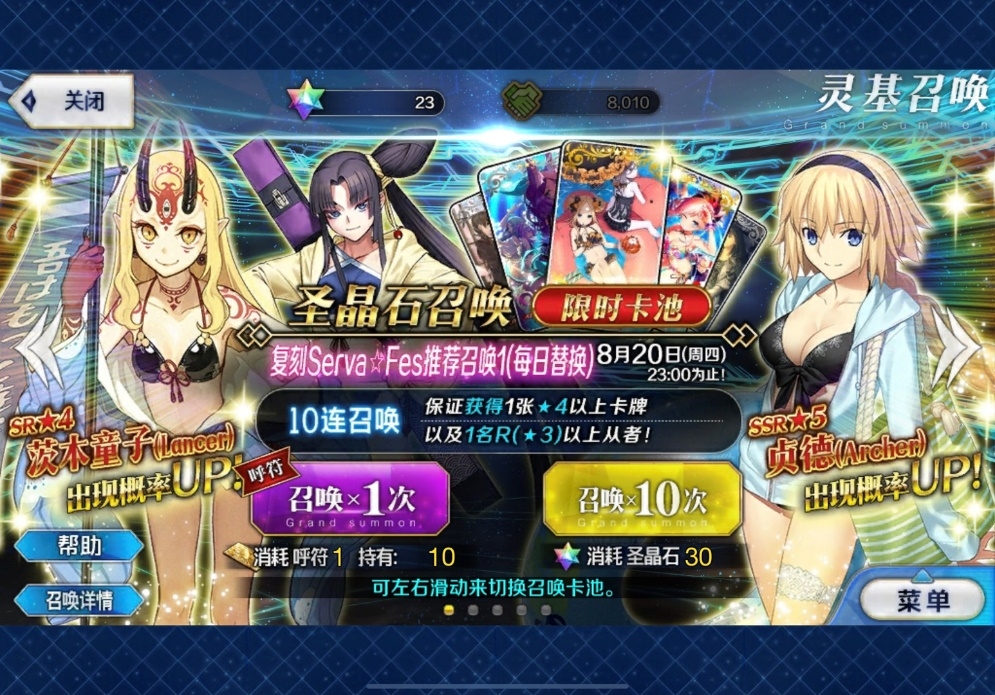 关闭
23
8,010
灵基召唤
Grand summon
吾は
も
圣晶石召唤
限时卡池
复刻Serva☆Fes推荐召唤1(每日替换)
8月20日(周四)
23:00为止!
10连召唤
保证获得1张★4以上卡牌
以及1名R(★3)以上从者!
SR★4
茨木童子(Lancer)
出现概率UP!
SSR★5
贞德(Archer)
出现概率UP!
呼符
召唤×1次
Grand summon
召唤×10次
Grand summon
消耗 呼符1 持有: 10
消耗 圣晶石30
帮助
召唤详情
可左右滑动来切换召唤卡池。
菜单